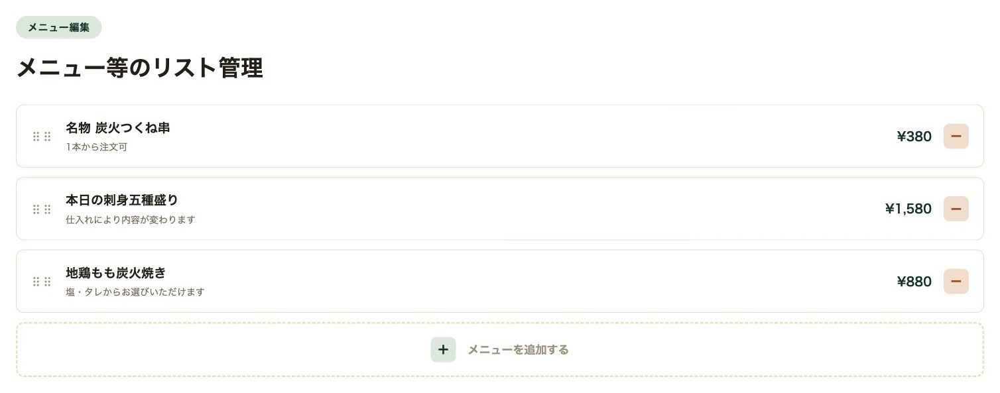 メニュー編集
メニュー等のリスト管理
名物 炭火つくね串
1本から注文可
¥380
本日の刺身五種盛り
仕入れにより内容が変わります
¥1,580
地鶏もも炭火焼き
塩・タレからお選びいただけます
¥880
メニューを追加する